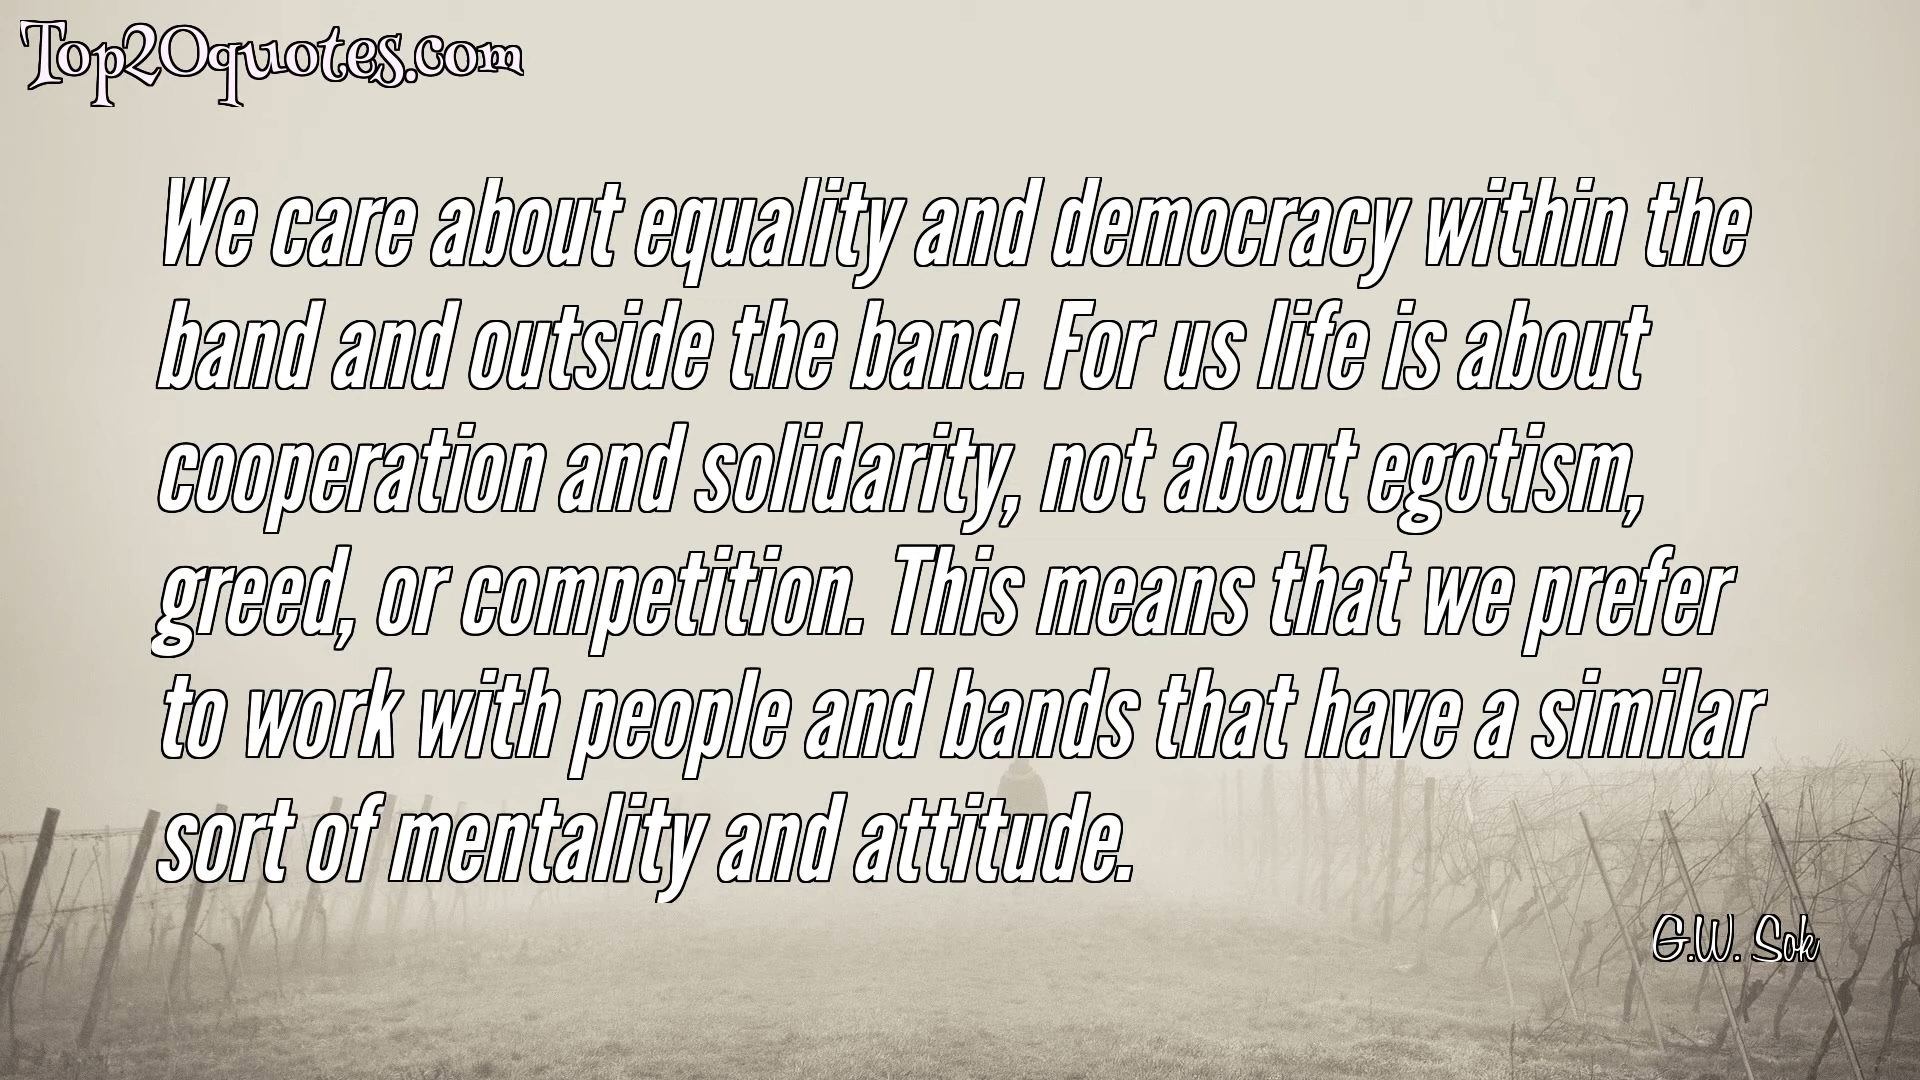 Top20quotes.com
We care about equality and democracy within the
band and outside the band. For us life is about
cooperation and solidarity, not about egotism,
greed, or competition. This means that we prefer
to work with people and bands that have a similar
sort of mentality and attitude.
G.W. Sok